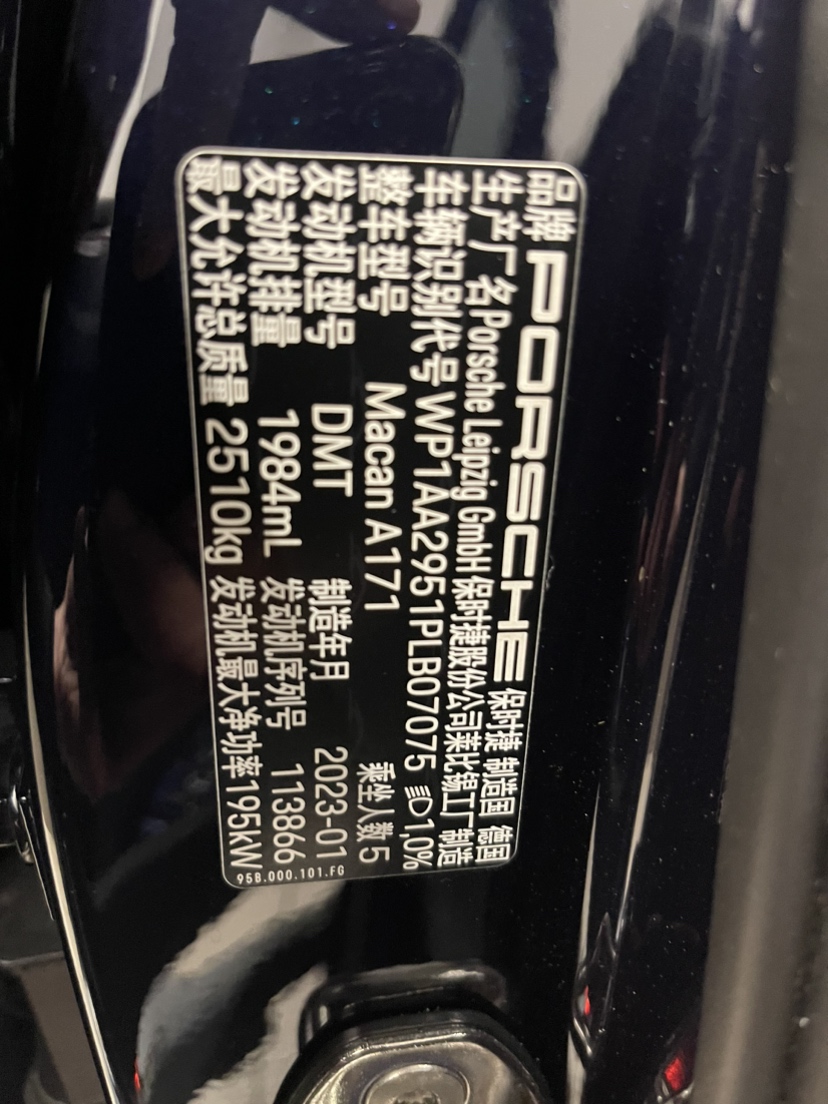 品牌 PORSCHE 保时捷 制造国 德国
生产厂名 Porsche Leipzig GmbH 保时捷股份公司莱比锡工厂 制造
车辆识别代号 WP1AA2951PLB07075 1,0%
整车型号 Macan A171 乘坐人数 5
发动机型号 DMT 制造年月 2023-01
发动机排量 1984mL 发动机序列号 113866
最大允许总质量 2510kg 发动机最大净功率 195kW
95B.000.101.FG